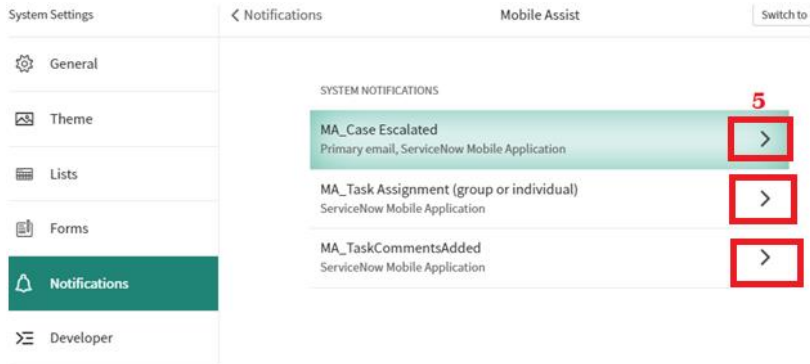 System Settings
Notifications
Mobile Assist
Switch to
General
Theme
Lists
Forms
Notifications
Developer
SYSTEM NOTIFICATIONS
5
MA_Case Escalated
Primary email, ServiceNow Mobile Application
MA_Task Assignment (group or individual)
ServiceNow Mobile Application
MA_TaskCommentsAdded
ServiceNow Mobile Application